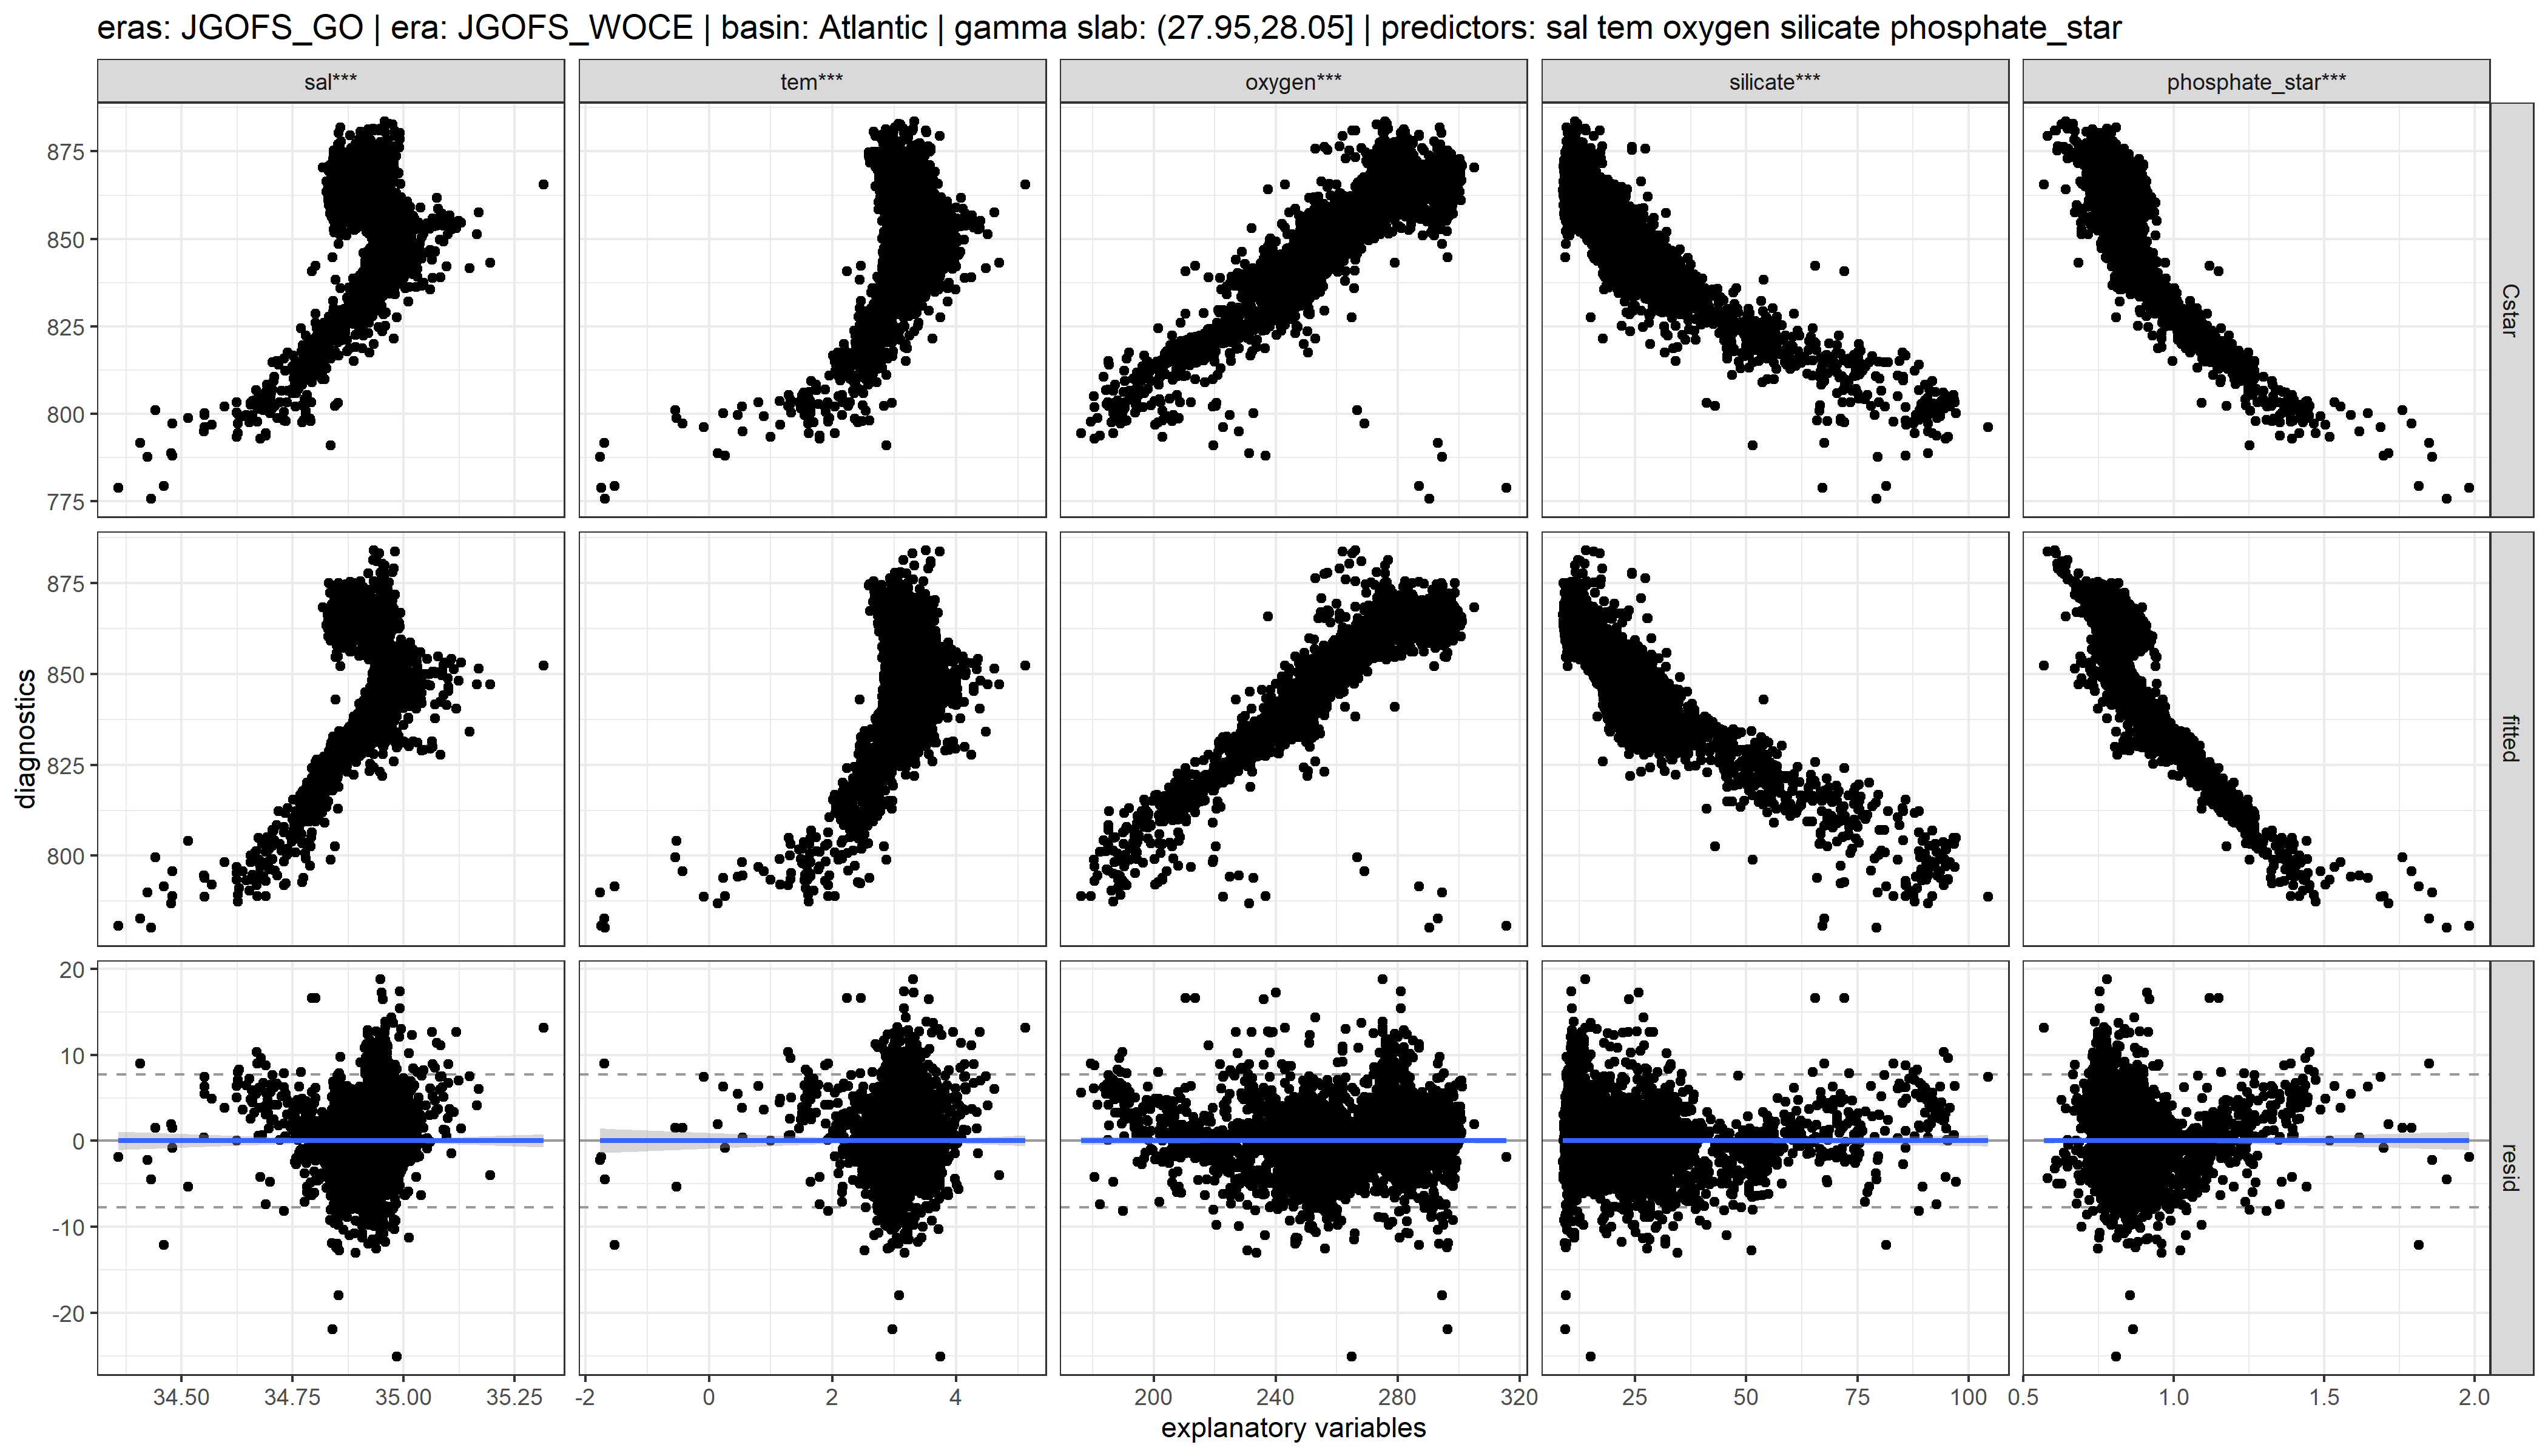 eras: JGOFS_GO | era: JGOFS_WOCE | basin: Atlantic | gamma slab: (27.95,28.05] | predictors: sal tem oxygen silicate phosphate_star
sal*** tem*** oxygen*** silicate*** phosphate_star***
875
850
825
800
775
Cstar
875
850
825
800
fitted
diagnostics
20
10
0
-10
-20
resid
34.50 34.75 35.00 35.25 -2 0 2 4 200 240 280 320 25 50 75 100 0.5 1.0 1.5 2.0
explanatory variables